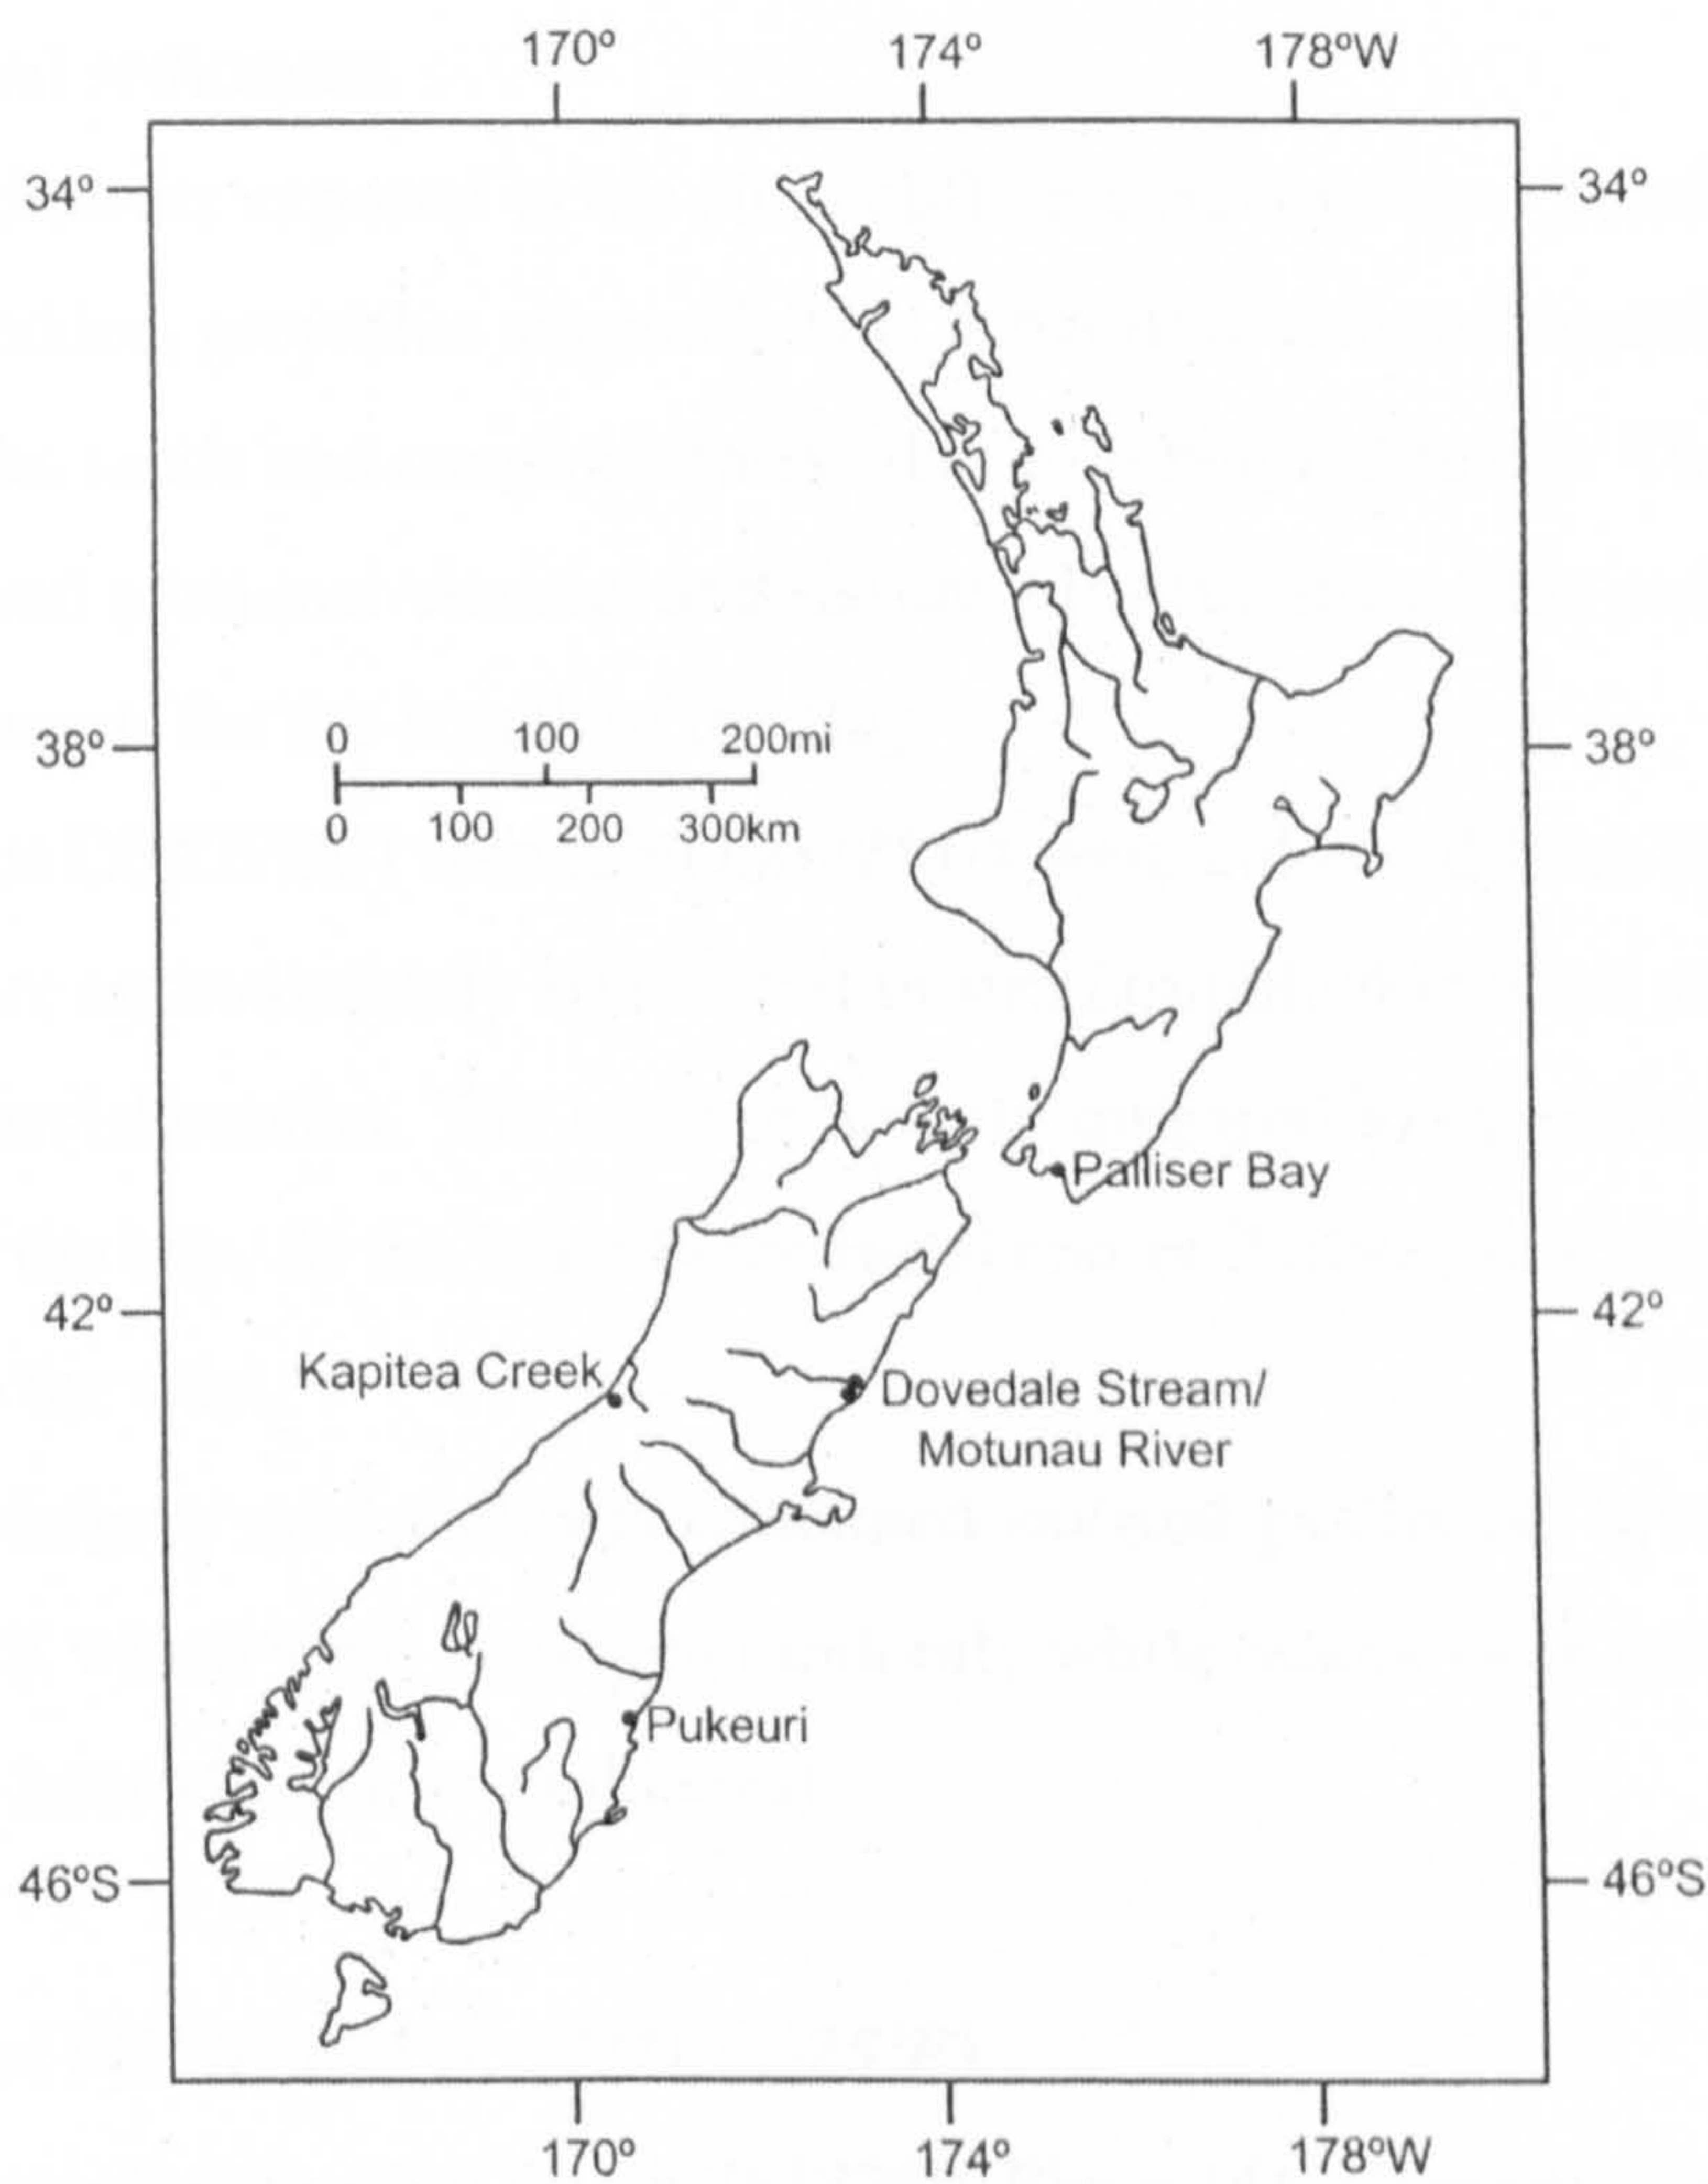 170º 174º 178ºW
34º 34º
38º 38º
0 100 200mi
0 100 200 300km
Palliser Bay
42º 42º
Kapitea Creek
Dovedale Stream/
Motunau River
Pukeuri
46ºS 46ºS
170º 174º 178ºW